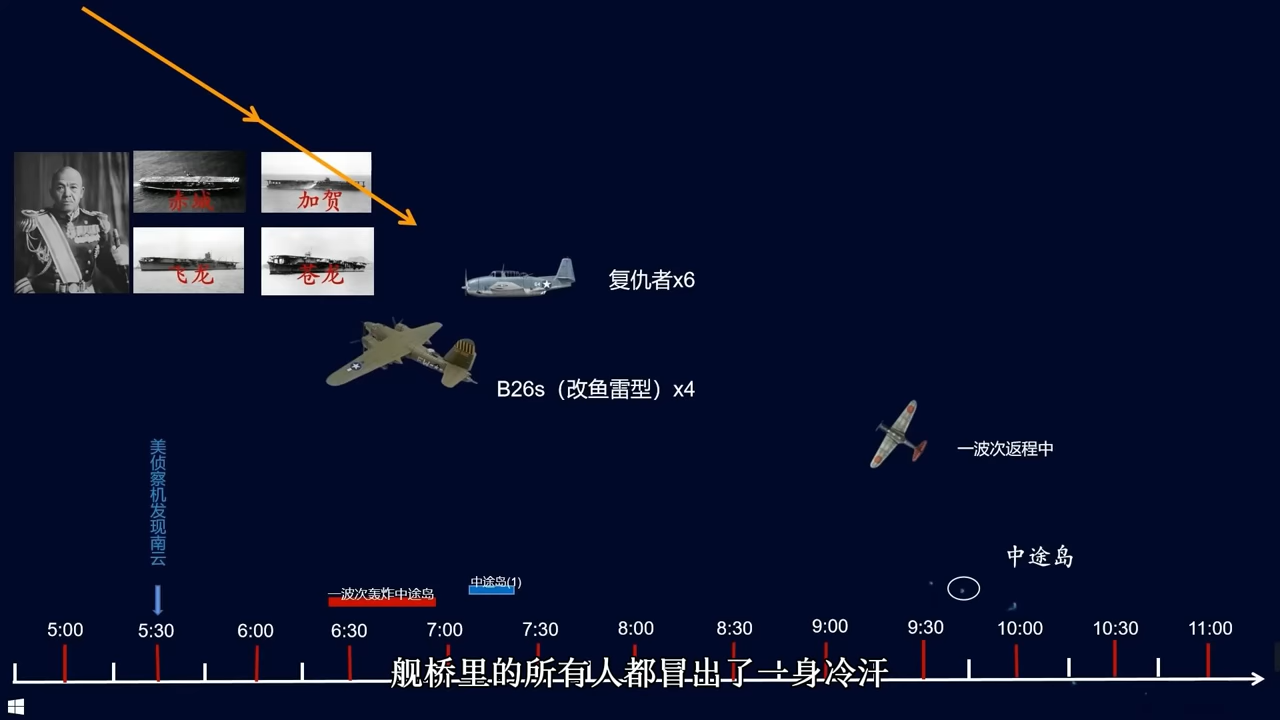 赤城
加贺
飞龙
苍龙
复仇者x6
B26s（改鱼雷型）x4
一波次返程中
美侦察机发现南云
中途岛
一波次轰炸中途岛
中途岛(1)
5:00 5:30 6:00 6:30 7:00 7:30 8:00 8:30 9:00 9:30 10:00 10:30 11:00
舰桥里的所有人都冒出了一身冷汗